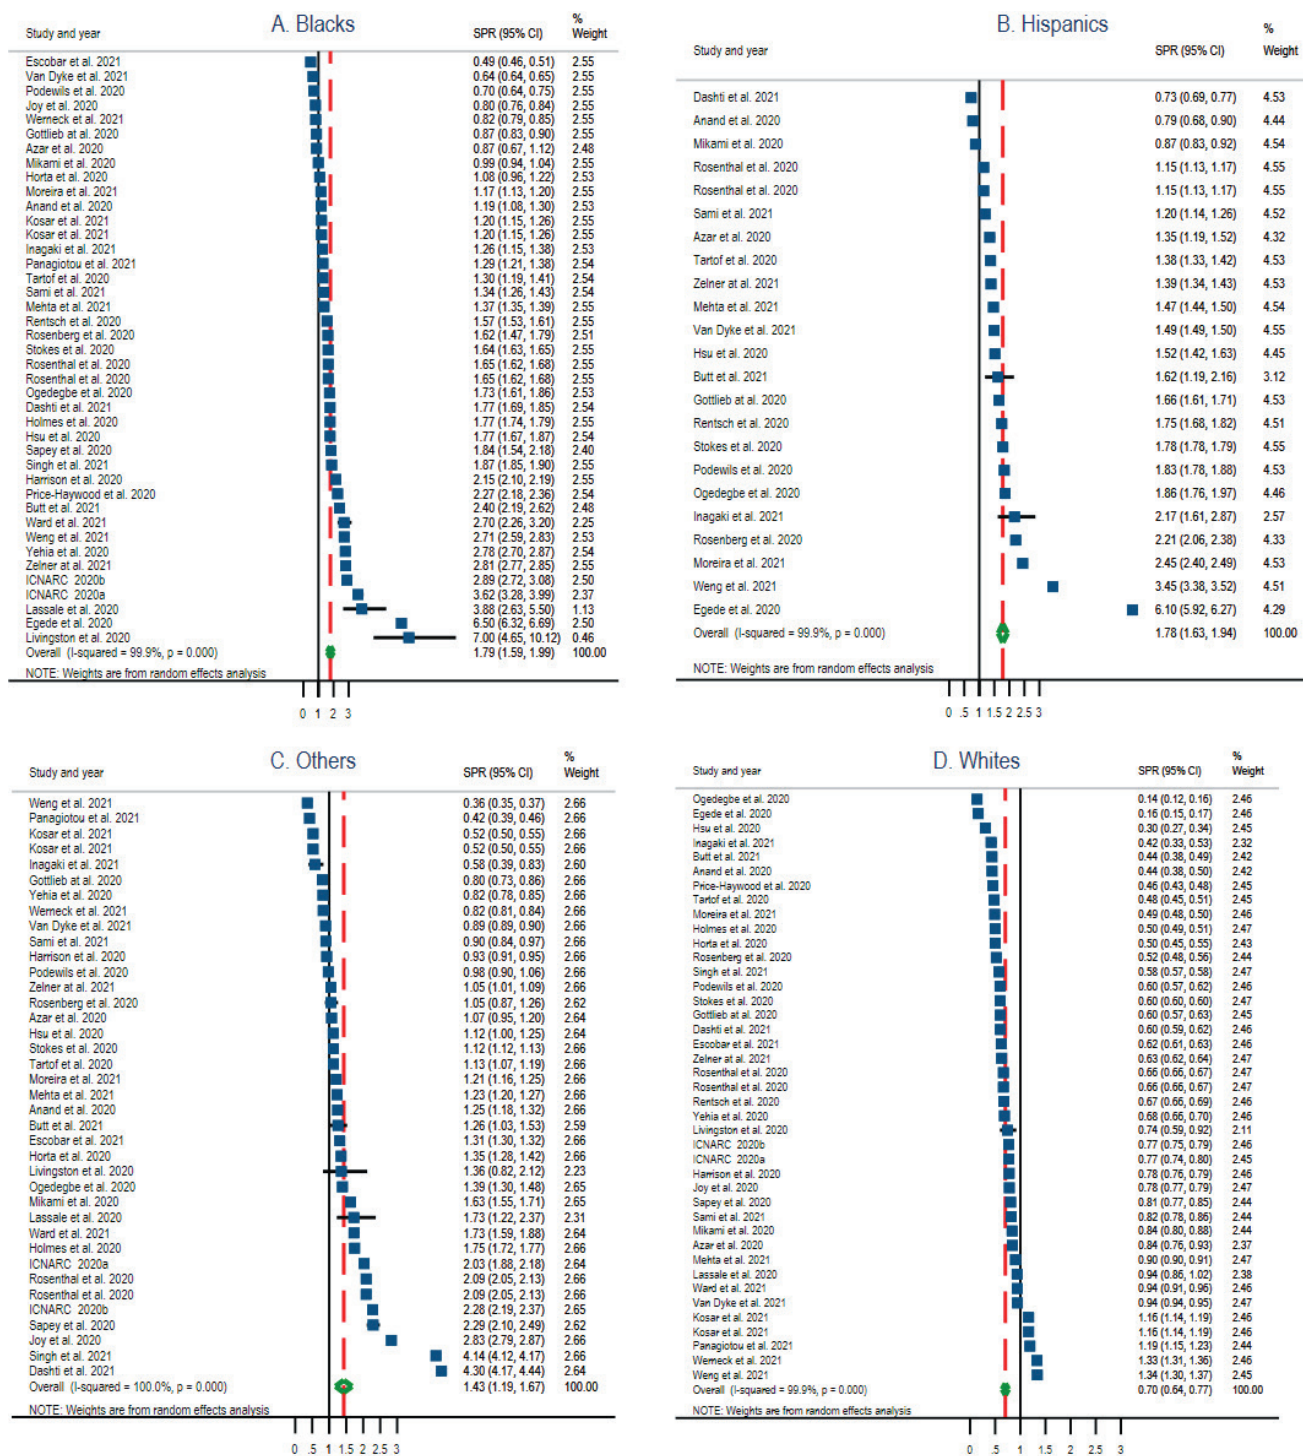 A. Blacks
Study and year SPR (95% CI) % Weight
Escobar et al. 2021 0.49 (0.46, 0.51) 2.55
Van Dyke et al. 2021 0.64 (0.64, 0.65) 2.55
Podewils et al. 2020 0.70 (0.64, 0.75) 2.55
Joy et al. 2020 0.80 (0.76, 0.84) 2.55
Werneck et al. 2021 0.82 (0.79, 0.85) 2.55
Gottlieb at al. 2020 0.87 (0.83, 0.90) 2.55
Azar et al. 2020 0.87 (0.67, 1.12) 2.48
Mikami et al. 2020 0.99 (0.94, 1.04) 2.55
Horta et al. 2020 1.08 (0.96, 1.22) 2.53
Moreira et al. 2021 1.17 (1.13, 1.20) 2.55
Anand et al. 2020 1.19 (1.08, 1.30) 2.53
Kosar et al. 2021 1.20 (1.15, 1.26) 2.55
Kosar et al. 2021 1.20 (1.15, 1.26) 2.55
Inagaki et al. 2021 1.26 (1.15, 1.38) 2.53
Panagiotou et al. 2021 1.29 (1.21, 1.38) 2.54
Tartof et al. 2020 1.30 (1.19, 1.41) 2.54
Sami et al. 2021 1.34 (1.26, 1.43) 2.54
Mehta et al. 2021 1.37 (1.35, 1.39) 2.55
Rentsch et al. 2020 1.57 (1.53, 1.61) 2.55
Rosenberg et al. 2020 1.62 (1.47, 1.79) 2.51
Stokes et al. 2020 1.64 (1.63, 1.65) 2.55
Rosenthal et al. 2020 1.65 (1.62, 1.68) 2.55
Rosenthal et al. 2020 1.65 (1.62, 1.68) 2.55
Ogedegbe et al. 2020 1.73 (1.61, 1.86) 2.53
Dashti et al. 2021 1.77 (1.69, 1.85) 2.54
Holmes et al. 2020 1.77 (1.74, 1.79) 2.55
Hsu et al. 2020 1.77 (1.67, 1.87) 2.54
Sapey et al. 2020 1.84 (1.54, 2.18) 2.40
Singh et al. 2021 1.87 (1.85, 1.90) 2.55
Harrison et al. 2020 2.15 (2.10, 2.19) 2.55
Price-Haywood et al. 2020 2.27 (2.18, 2.36) 2.54
Butt et al. 2021 2.40 (2.19, 2.62) 2.48
Ward et al. 2021 2.70 (2.26, 3.20) 2.25
Weng et al. 2021 2.71 (2.59, 2.83) 2.53
Yehia et al. 2020 2.78 (2.70, 2.87) 2.54
Zelner at al. 2021 2.81 (2.77, 2.85) 2.55
ICNARC 2020b 2.89 (2.72, 3.08) 2.50
ICNARC 2020a 3.62 (3.28, 3.99) 2.37
Lassale et al. 2020 3.88 (2.63, 5.50) 1.13
Egede et al. 2020 6.50 (6.32, 6.69) 2.50
Livingston et al. 2020 7.00 (4.65, 10.12) 0.46
Overall (I-squared = 99.9%, p = 0.000) 1.79 (1.59, 1.99) 100.00
NOTE: Weights are from random effects analysis
0 1 2 3
B. Hispanics
Study and year SPR (95% CI) % Weight
Dashti et al. 2021 0.73 (0.69, 0.77) 4.53
Anand et al. 2020 0.79 (0.68, 0.90) 4.44
Mikami et al. 2020 0.87 (0.83, 0.92) 4.54
Rosenthal et al. 2020 1.15 (1.13, 1.17) 4.55
Rosenthal et al. 2020 1.15 (1.13, 1.17) 4.55
Sami et al. 2021 1.20 (1.14, 1.26) 4.52
Azar et al. 2020 1.35 (1.19, 1.52) 4.32
Tartof et al. 2020 1.38 (1.33, 1.42) 4.53
Zelner at al. 2021 1.39 (1.34, 1.43) 4.53
Mehta et al. 2021 1.47 (1.44, 1.50) 4.54
Van Dyke et al. 2021 1.49 (1.49, 1.50) 4.55
Hsu et al. 2020 1.52 (1.42, 1.63) 4.45
Butt et al. 2021 1.62 (1.19, 2.16) 3.12
Gottlieb at al. 2020 1.66 (1.61, 1.71) 4.53
Rentsch et al. 2020 1.75 (1.68, 1.82) 4.51
Stokes et al. 2020 1.78 (1.78, 1.79) 4.55
Podewils et al. 2020 1.83 (1.78, 1.88) 4.53
Ogedegbe et al. 2020 1.86 (1.76, 1.97) 4.46
Inagaki et al. 2021 2.17 (1.61, 2.87) 2.57
Rosenberg et al. 2020 2.21 (2.06, 2.38) 4.33
Moreira et al. 2021 2.45 (2.40, 2.49) 4.53
Weng et al. 2021 3.45 (3.38, 3.52) 4.51
Egede et al. 2020 6.10 (5.92, 6.27) 4.29
Overall (I-squared = 99.9%, p = 0.000) 1.78 (1.63, 1.94) 100.00
NOTE: Weights are from random effects analysis
0 .5 1 1.5 2 2.5 3
C. Others
Study and year SPR (95% CI) % Weight
Weng et al. 2021 0.36 (0.35, 0.37) 2.66
Panagiotou et al. 2021 0.42 (0.39, 0.46) 2.66
Kosar et al. 2021 0.52 (0.50, 0.55) 2.66
Kosar et al. 2021 0.52 (0.50, 0.55) 2.66
Inagaki et al. 2021 0.58 (0.39, 0.83) 2.60
Gottlieb at al. 2020 0.80 (0.73, 0.86) 2.66
Yehia et al. 2020 0.82 (0.78, 0.85) 2.66
Werneck et al. 2021 0.82 (0.81, 0.84) 2.66
Van Dyke et al. 2021 0.89 (0.89, 0.90) 2.66
Sami et al. 2021 0.90 (0.84, 0.97) 2.66
Harrison et al. 2020 0.93 (0.91, 0.95) 2.66
Podewils et al. 2020 0.98 (0.90, 1.06) 2.66
Zelner at al. 2021 1.05 (1.01, 1.09) 2.66
Rosenberg et al. 2020 1.05 (0.87, 1.26) 2.62
Azar et al. 2020 1.07 (0.95, 1.20) 2.64
Hsu et al. 2020 1.12 (1.00, 1.25) 2.64
Stokes et al. 2020 1.12 (1.12, 1.13) 2.66
Tartof et al. 2020 1.13 (1.07, 1.19) 2.66
Moreira et al. 2021 1.21 (1.16, 1.25) 2.66
Mehta et al. 2021 1.23 (1.20, 1.27) 2.66
Anand et al. 2020 1.25 (1.18, 1.32) 2.66
Butt et al. 2021 1.26 (1.03, 1.53) 2.59
Escobar et al. 2021 1.31 (1.30, 1.32) 2.66
Horta et al. 2020 1.35 (1.28, 1.42) 2.66
Livingston et al. 2020 1.36 (0.82, 2.12) 2.23
Ogedegbe et al. 2020 1.39 (1.30, 1.48) 2.65
Mikami et al. 2020 1.63 (1.55, 1.71) 2.65
Lassale et al. 2020 1.73 (1.22, 2.37) 2.31
Ward et al. 2021 1.73 (1.59, 1.88) 2.64
Holmes et al. 2020 1.75 (1.72, 1.77) 2.66
ICNARC 2020a 2.03 (1.88, 2.18) 2.64
Rosenthal et al. 2020 2.09 (2.05, 2.13) 2.66
Rosenthal et al. 2020 2.09 (2.05, 2.13) 2.66
ICNARC 2020b 2.28 (2.19, 2.37) 2.65
Sapey et al. 2020 2.29 (2.10, 2.49) 2.62
Joy et al. 2020 2.83 (2.79, 2.87) 2.66
Singh et al. 2021 4.14 (4.12, 4.17) 2.66
Dashti et al. 2021 4.30 (4.17, 4.44) 2.64
Overall (I-squared = 100.0%, p = 0.000) 1.43 (1.19, 1.67) 100.00
NOTE: Weights are from random effects analysis
0 .5 1 1.5 2 2.5 3
D. Whites
Study and year SPR (95% CI) % Weight
Ogedegbe et al. 2020 0.14 (0.12, 0.16) 2.46
Egede et al. 2020 0.16 (0.15, 0.17) 2.46
Hsu et al. 2020 0.30 (0.27, 0.34) 2.45
Inagaki et al. 2021 0.42 (0.33, 0.53) 2.32
Butt et al. 2021 0.44 (0.38, 0.49) 2.42
Anand et al. 2020 0.44 (0.38, 0.50) 2.42
Price-Haywood et al. 2020 0.46 (0.43, 0.48) 2.45
Tartof et al. 2020 0.48 (0.45, 0.51) 2.45
Moreira et al. 2021 0.49 (0.48, 0.50) 2.46
Holmes et al. 2020 0.50 (0.49, 0.51) 2.47
Horta et al. 2020 0.50 (0.45, 0.55) 2.43
Rosenberg et al. 2020 0.52 (0.48, 0.56) 2.44
Singh et al. 2021 0.58 (0.57, 0.58) 2.47
Podewils et al. 2020 0.60 (0.57, 0.62) 2.46
Stokes et al. 2020 0.60 (0.60, 0.60) 2.47
Gottlieb at al. 2020 0.60 (0.57, 0.63) 2.45
Dashti et al. 2021 0.60 (0.59, 0.62) 2.46
Escobar et al. 2021 0.62 (0.61, 0.63) 2.46
Zelner at al. 2021 0.63 (0.62, 0.64) 2.47
Rosenthal et al. 2020 0.66 (0.66, 0.67) 2.47
Rosenthal et al. 2020 0.66 (0.66, 0.67) 2.47
Rentsch et al. 2020 0.67 (0.66, 0.69) 2.46
Yehia et al. 2020 0.68 (0.66, 0.70) 2.46
Livingston et al. 2020 0.74 (0.59, 0.92) 2.11
ICNARC 2020b 0.77 (0.75, 0.79) 2.46
ICNARC 2020a 0.77 (0.74, 0.80) 2.45
Harrison et al. 2020 0.78 (0.76, 0.79) 2.46
Joy et al. 2020 0.78 (0.77, 0.79) 2.47
Sapey et al. 2020 0.81 (0.77, 0.85) 2.44
Sami et al. 2021 0.82 (0.78, 0.86) 2.44
Mikami et al. 2020 0.84 (0.80, 0.88) 2.44
Azar et al. 2020 0.84 (0.76, 0.93) 2.37
Mehta et al. 2021 0.90 (0.90, 0.91) 2.47
Lassale et al. 2020 0.94 (0.86, 1.02) 2.38
Ward et al. 2021 0.94 (0.91, 0.96) 2.46
Van Dyke et al. 2021 0.94 (0.94, 0.95) 2.47
Kosar et al. 2021 1.16 (1.14, 1.19) 2.46
Kosar et al. 2021 1.16 (1.14, 1.19) 2.46
Panagiotou et al. 2021 1.19 (1.15, 1.23) 2.44
Werneck et al. 2021 1.33 (1.31, 1.36) 2.46
Weng et al. 2021 1.34 (1.30, 1.37) 2.45
Overall (I-squared = 99.9%, p = 0.000) 0.70 (0.64, 0.77) 100.00
NOTE: Weights are from random effects analysis
0 .5 1 2 2.5 3